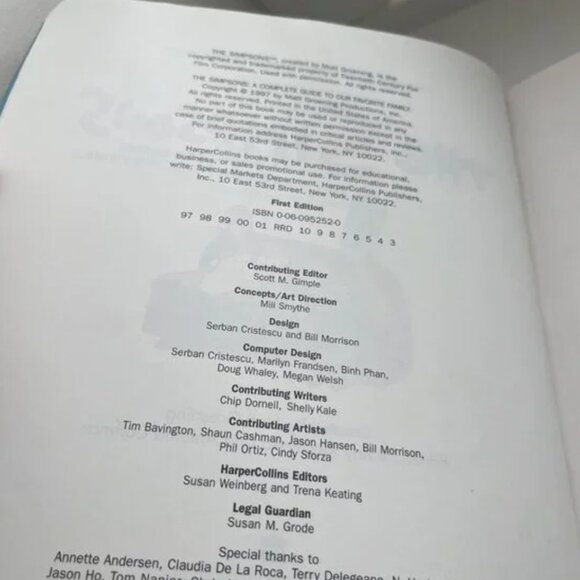 THE SIMPSONS™, created by Matt Groening, is the
copyrighted and trademarked property of Twentieth Century Fox
Film Corporation. Used with permission. All rights reserved.
THE SIMPSONS: A COMPLETE GUIDE TO OUR FAVORITE FAMILY.
Copyright © 1997 by Matt Groening Productions, Inc.
All rights reserved. Printed in the United States of America.
No part of this book may be used or reproduced in any
manner whatsoever without written permission except in the
case of brief quotations embodied in critical articles and reviews.
For information address HarperCollins Publishers, Inc.,
10 East 53rd Street, New York, NY 10022.
HarperCollins books may be purchased for educational,
business, or sales promotional use. For information please
write: Special Markets Department, HarperCollins Publishers,
Inc., 10 East 53rd Street, New York, NY 10022.
First Edition
ISBN 0-06-095252-0
97 98 99 00 01 RRD 10 9 8 7 6 5 4 3
Contributing Editor
Scott M. Gimple
Concepts/Art Direction
Mili Smythe
Design
Serban Cristescu and Bill Morrison
Computer Design
Serban Cristescu, Marilyn Frandsen, Binh Phan,
Doug Whaley, Megan Welsh
Contributing Writers
Chip Dornell, Shelly Kale
Contributing Artists
Tim Bavington, Shaun Cashman, Jason Hansen, Bill Morrison,
Phil Ortiz, Cindy Sforza
HarperCollins Editors
Susan Weinberg and Trena Keating
Legal Guardian
Susan M. Grode
Special thanks to
Annette Andersen, Claudia De La Roca, Terry Delegeane,
Jason Ho, Tom Napier,